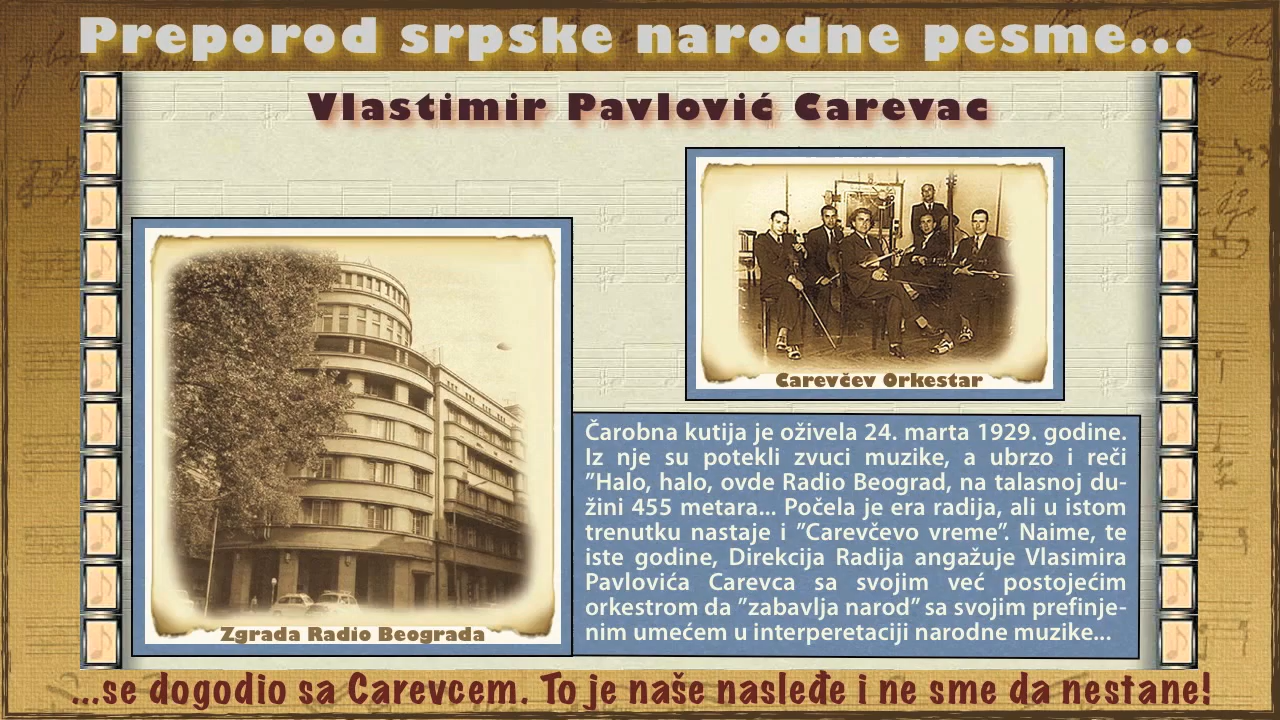 Preporod srpske narodne pesme...
Vlastimir Pavlović Carevac
Carevčev Orkestar
Zgrada Radio Beograda
Čarobna kutija je oživela 24. marta 1929. godine.
Iz nje su potekli zvuci muzike, a ubrzo i reči
”Halo, halo, ovde Radio Beograd, na talasnoj du-
žini 455 metara... Počela je era radija, ali u istom
trenutku nastaje i ”Carevčevo vreme”. Naime, te
iste godine, Direkcija Radija angažuje Vlasimira
Pavlovića Carevca sa svojim već postojećim
orkestrom da ”zabavlja narod” sa svojim prefinje-
nim umećem u interperetaciji narodne muzike...
...se dogodio sa Carevcem. To je naše nasleđe i ne sme da nestane!